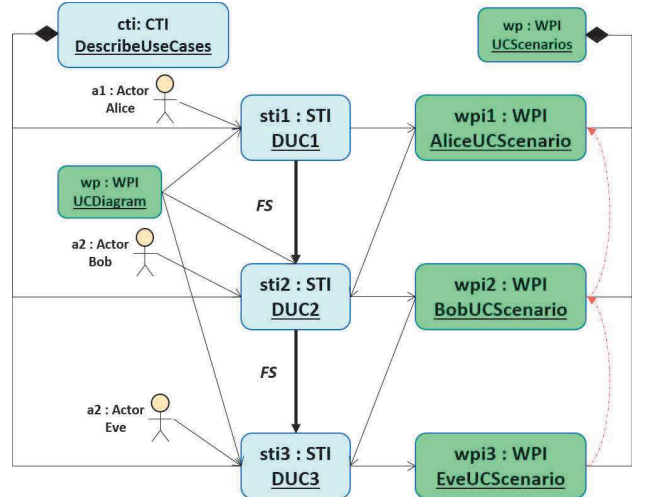 cti: CTI
DescribeUseCases
wp : WPI
UCScenarios
a1 : Actor
Alice
sti1 : STI
DUC1
wpi1 : WPI
AliceUCScenario
wp : WPI
UCDiagram
FS
a2 : Actor
Bob
sti2 : STI
DUC2
wpi2 : WPI
BobUCScenario
FS
a2 : Actor
Eve
sti3 : STI
DUC3
wpi3 : WPI
EveUCScenario